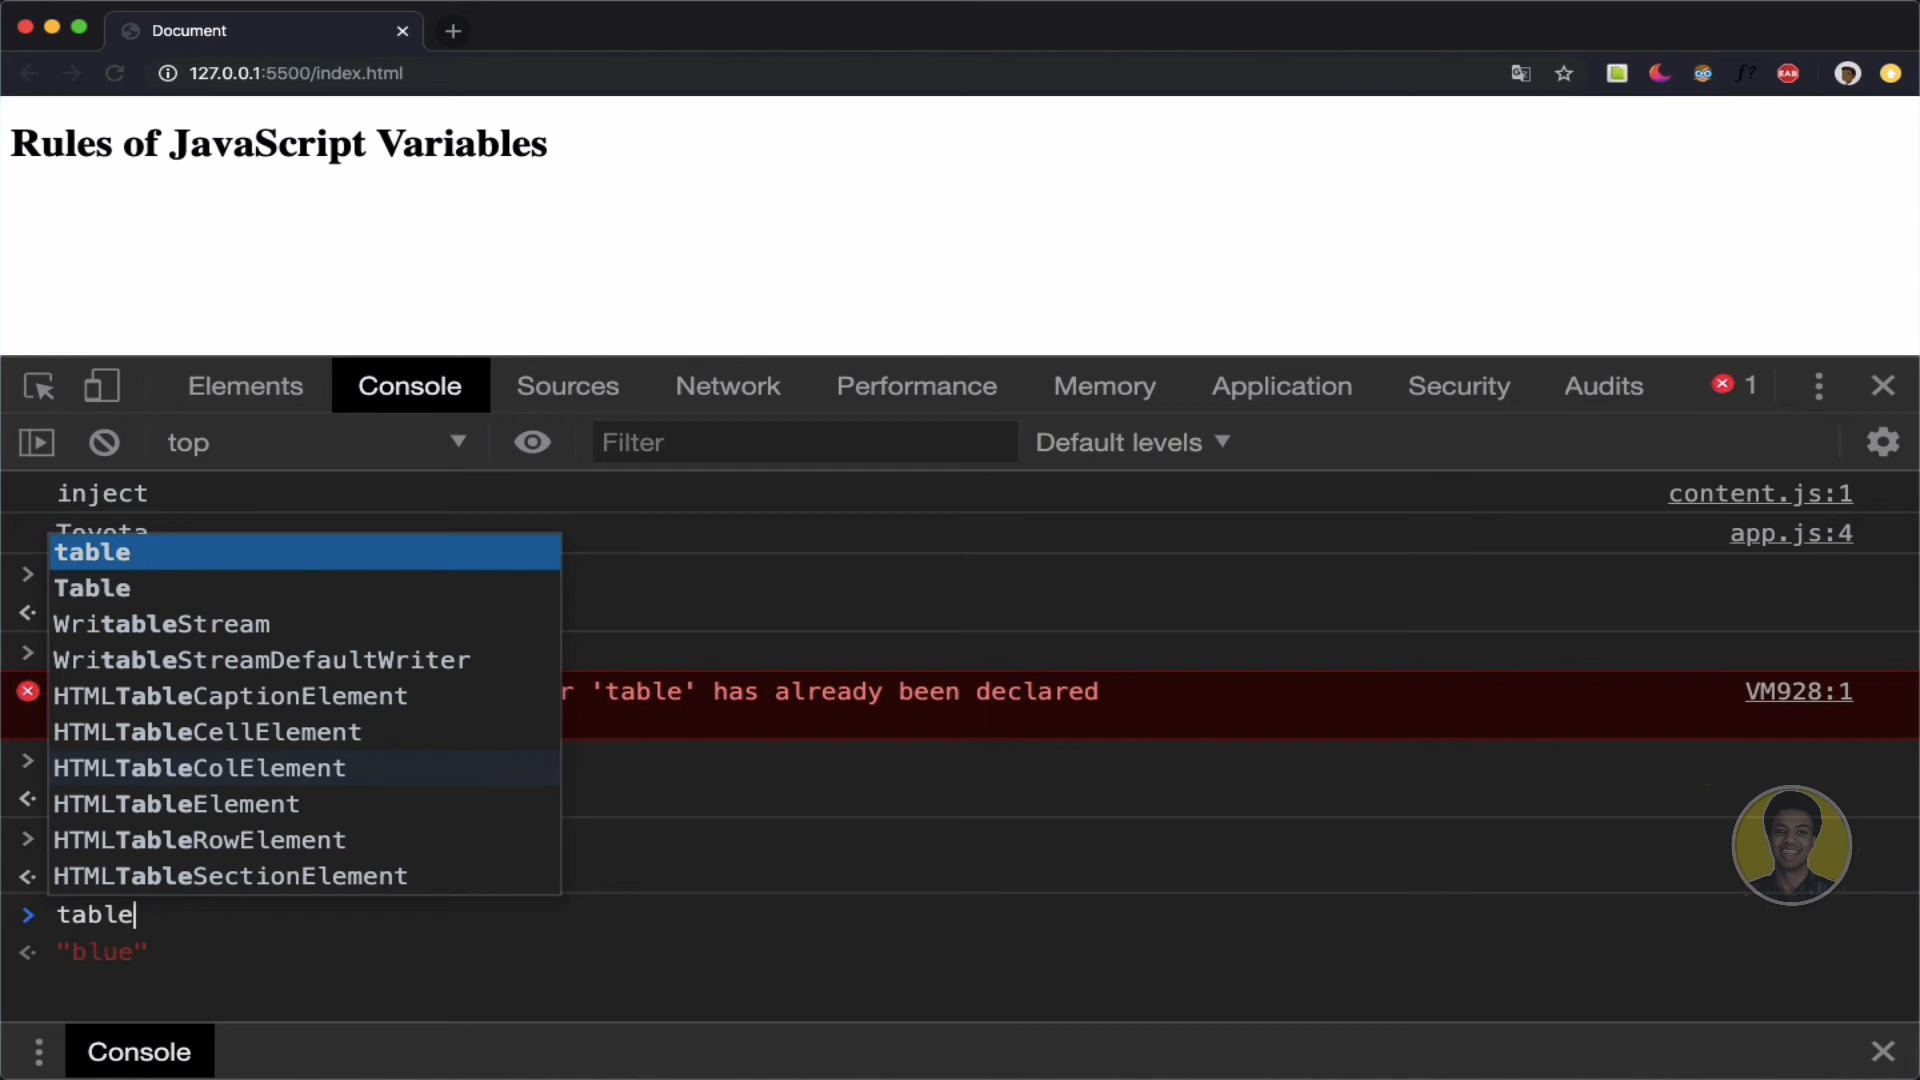 Document
127.0.0.1:5500/index.html
EAB
Rules of JavaScript Variables
Elements Console Sources Network Performance Memory Application Security Audits 1
top Filter Default levels
inject content.js:1
Toyota app.js:4
table
Table
WritableStream
WritableStreamDefaultWriter
HTMLTableCaptionElement
'table' has already been declared VM928:1
HTMLTableCellElement
HTMLTableColElement
HTMLTableElement
HTMLTableRowElement
HTMLTableSectionElement
table
"blue"
Console